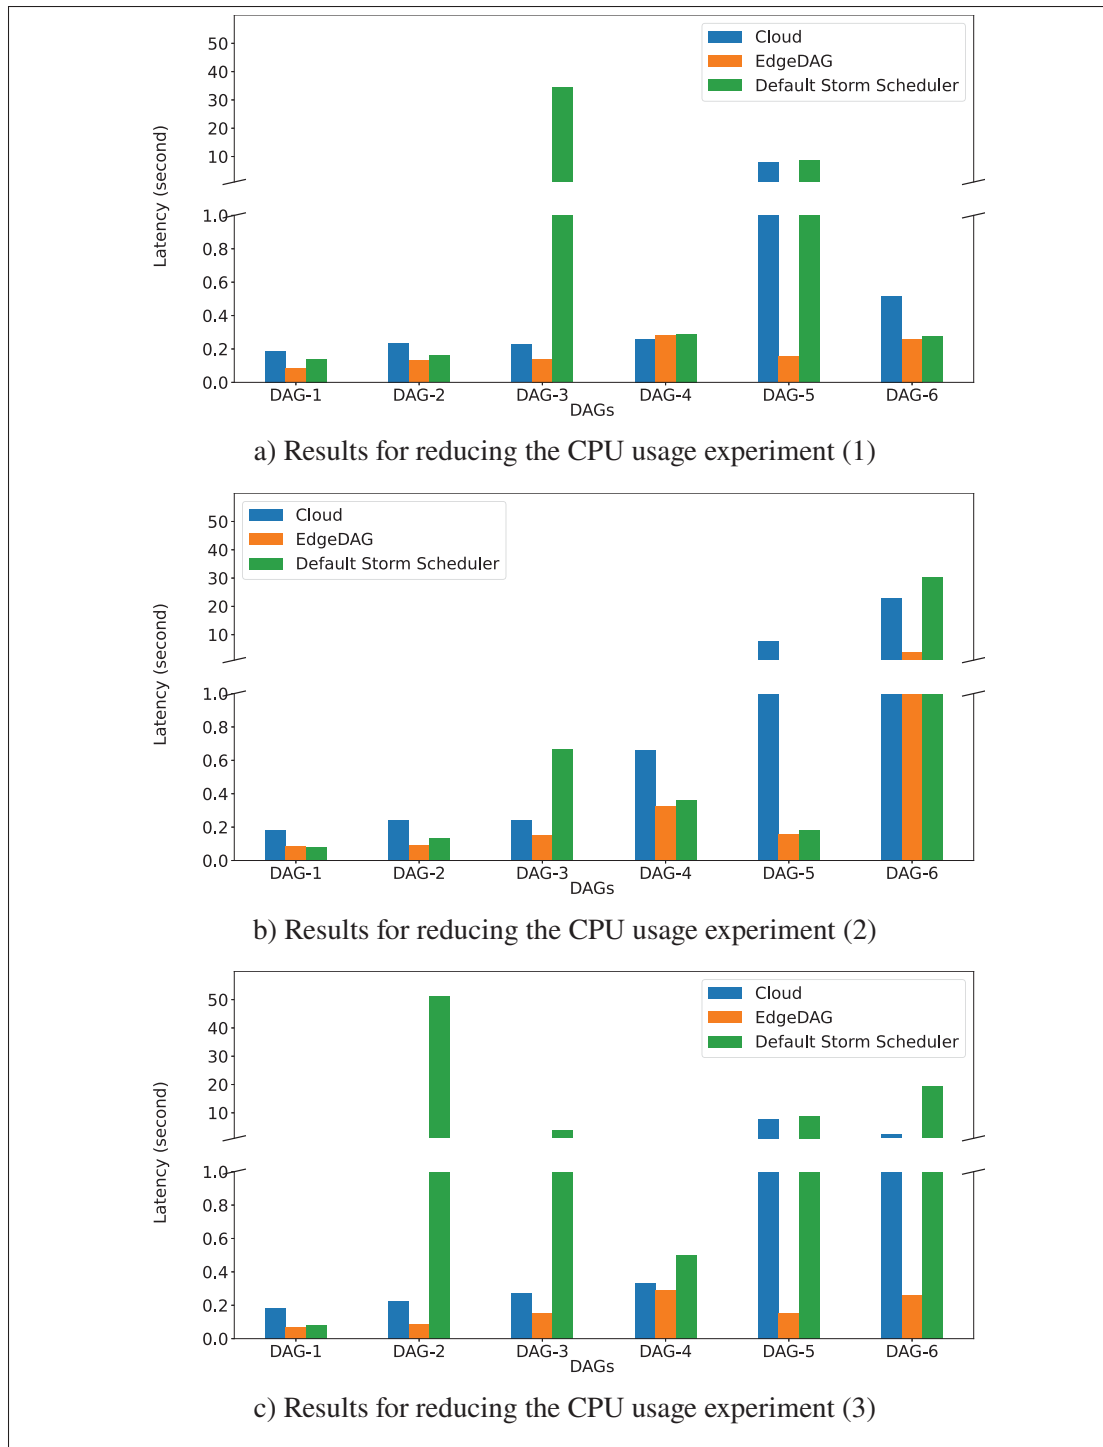 50
40
30
20
10
1.0
0.8
0.6
0.4
0.2
0.0
Latency (second)
Cloud
EdgeDAG
Default Storm Scheduler
DAG-1 DAG-2 DAG-3 DAG-4 DAG-5 DAG-6
DAGs
a) Results for reducing the CPU usage experiment (1)
50
40
30
20
10
1.0
0.8
0.6
0.4
0.2
0.0
Latency (second)
Cloud
EdgeDAG
Default Storm Scheduler
DAG-1 DAG-2 DAG-3 DAG-4 DAG-5 DAG-6
DAGs
b) Results for reducing the CPU usage experiment (2)
50
40
30
20
10
1.0
0.8
0.6
0.4
0.2
0.0
Latency (second)
Cloud
EdgeDAG
Default Storm Scheduler
DAG-1 DAG-2 DAG-3 DAG-4 DAG-5 DAG-6
DAGs
c) Results for reducing the CPU usage experiment (3)